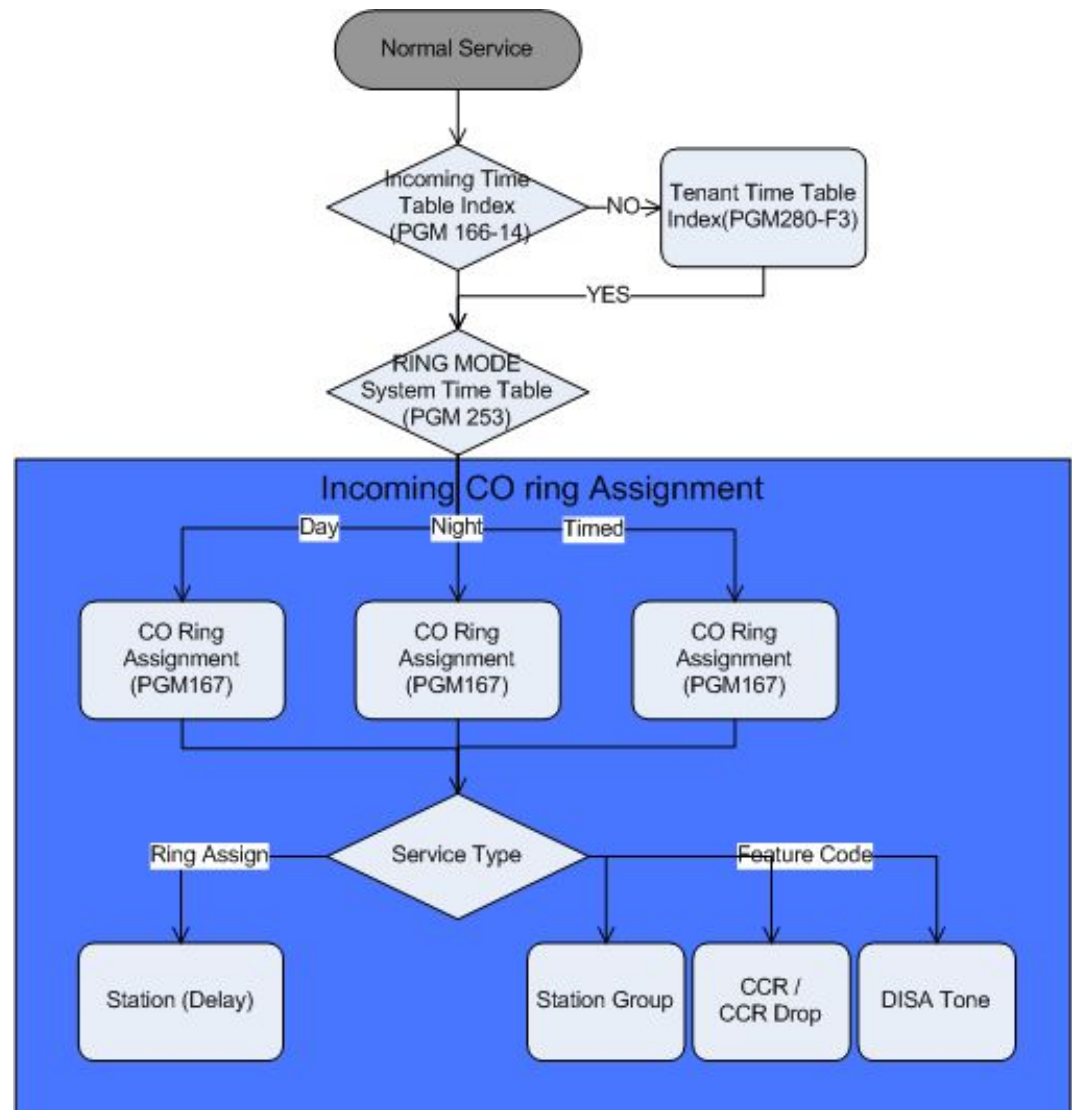 Normal Service
Incoming Time
Table Index
(PGM 166-14)
NO
Tenant Time Table
Index(PGM280-F3)
YES
RING MODE
System Time Table
(PGM 253)
Incoming CO ring Assignment
Day
Night
Timed
CO Ring
Assignment
(PGM167)
CO Ring
Assignment
(PGM167)
CO Ring
Assignment
(PGM167)
Ring Assign
Service Type
Feature Code
Station (Delay)
Station Group
CCR /
CCR Drop
DISA Tone